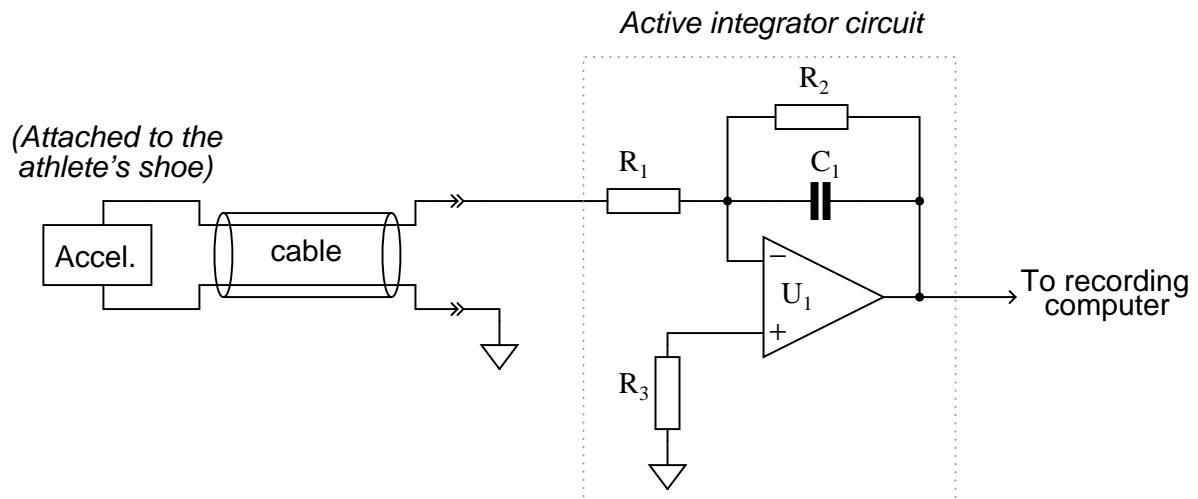 Active integrator circuit
R2
(Attached to the
athlete's shoe)
R1
C1
Accel.
cable
−
U1
+
To recording
computer
R3